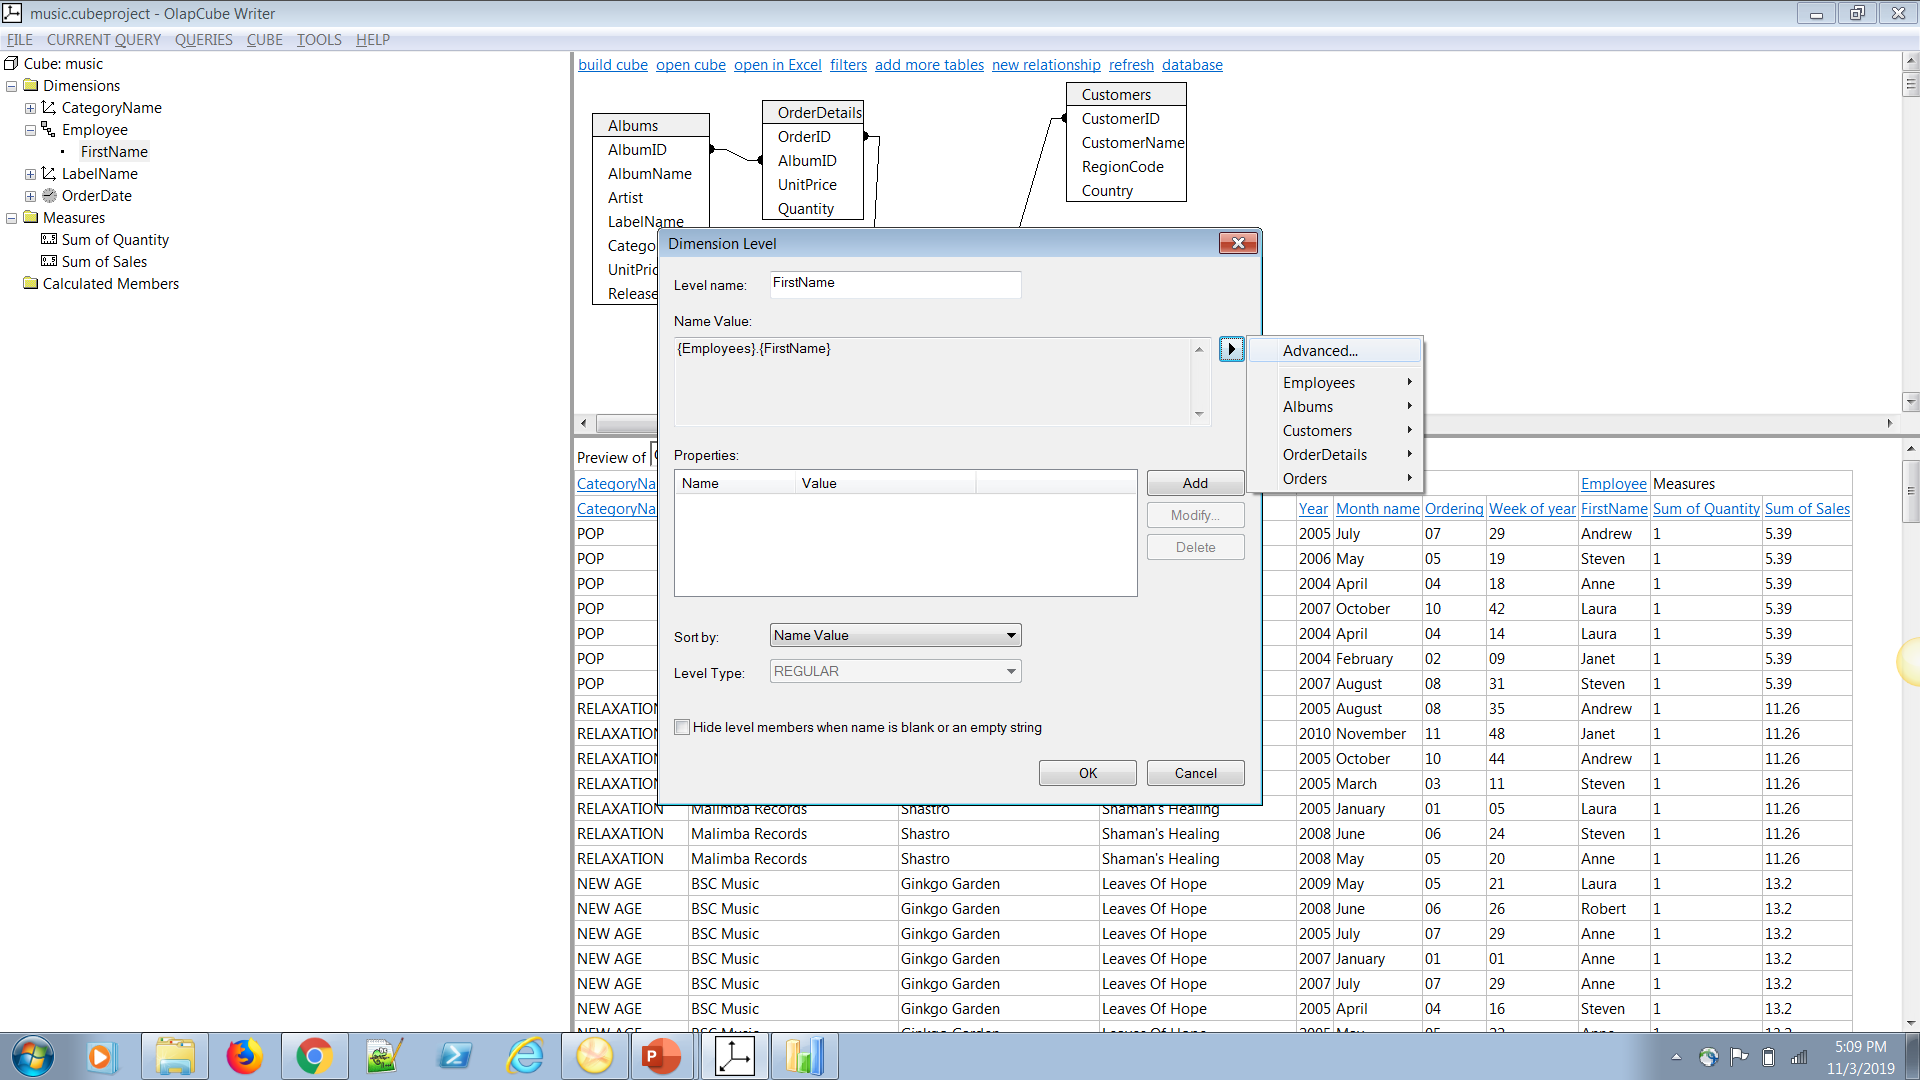 music.cubeproject - OlapCube Writer
FILE CURRENT QUERY QUERIES CUBE TOOLS HELP
Cube: music
Dimensions
CategoryName
Employee
FirstName
LabelName
OrderDate
Measures
Sum of Quantity
Sum of Sales
Calculated Members
build cube open cube open in Excel filters add more tables new relationship refresh database
Albums
AlbumID
AlbumName
Artist
LabelName
Catego
UnitPric
Release
OrderDetails
OrderID
AlbumID
UnitPrice
Quantity
Customers
CustomerID
CustomerName
RegionCode
Country
Dimension Level
Level name: FirstName
Name Value:
{Employees}.{FirstName}
Advanced...
Employees
Albums
Customers
OrderDetails
Orders
Properties:
Name Value
Add
Modify...
Delete
Sort by: Name Value
Level Type: REGULAR
Hide level members when name is blank or an empty string
OK Cancel
Preview of
CategoryNa Employee Measures
CategoryNa Year Month name Ordering Week of year FirstName Sum of Quantity Sum of Sales
POP 2005 July 07 29 Andrew 1 5.39
POP 2006 May 05 19 Steven 1 5.39
POP 2004 April 04 18 Anne 1 5.39
POP 2007 October 10 42 Laura 1 5.39
POP 2004 April 04 14 Laura 1 5.39
POP 2004 February 02 09 Janet 1 5.39
POP 2007 August 08 31 Steven 1 5.39
RELAXATION 2005 August 08 35 Andrew 1 11.26
RELAXATION 2010 November 11 48 Janet 1 11.26
RELAXATION 2005 October 10 44 Andrew 1 11.26
RELAXATION 2005 March 03 11 Steven 1 11.26
RELAXATION Malimba Records Shastro Shaman's Healing 2005 January 01 05 Laura 1 11.26
RELAXATION Malimba Records Shastro Shaman's Healing 2008 June 06 24 Steven 1 11.26
RELAXATION Malimba Records Shastro Shaman's Healing 2008 May 05 20 Anne 1 11.26
NEW AGE BSC Music Ginkgo Garden Leaves Of Hope 2009 May 05 21 Laura 1 13.2
NEW AGE BSC Music Ginkgo Garden Leaves Of Hope 2008 June 06 26 Robert 1 13.2
NEW AGE BSC Music Ginkgo Garden Leaves Of Hope 2005 July 07 29 Anne 1 13.2
NEW AGE BSC Music Ginkgo Garden Leaves Of Hope 2007 January 01 01 Anne 1 13.2
NEW AGE BSC Music Ginkgo Garden Leaves Of Hope 2007 July 07 29 Anne 1 13.2
NEW AGE BSC Music Ginkgo Garden Leaves Of Hope 2005 April 04 16 Steven 1 13.2
5:09 PM
11/3/2019